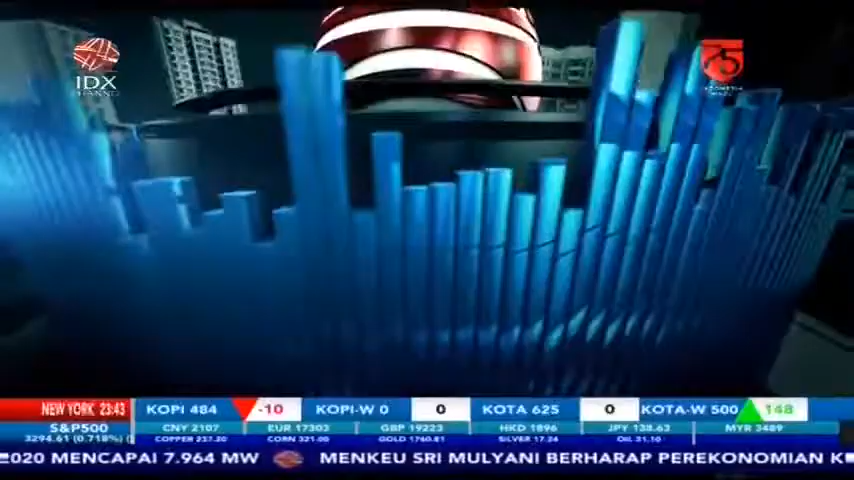 IDX
CHANNEL
75
INDONESIA
MAJU
NEW YORK 23:43 KOPI 484 -10 KOPI-W 0 0 KOTA 625 0 KOTA-W 500 148
S&P500 CNY 2107 EUR 17303 GBP 19223 HKD 1896 JPY 138.63 MYR 3489
3294.61 (0.718%) COPPER 237.20 CORN 321.00 GOLD 1760.81 SILVER 17.24 OIL 31.10
2020 MENCAPAI 7.964 MW MENKEU SRI MULYANI BERHARAP PEREKONOMIAN